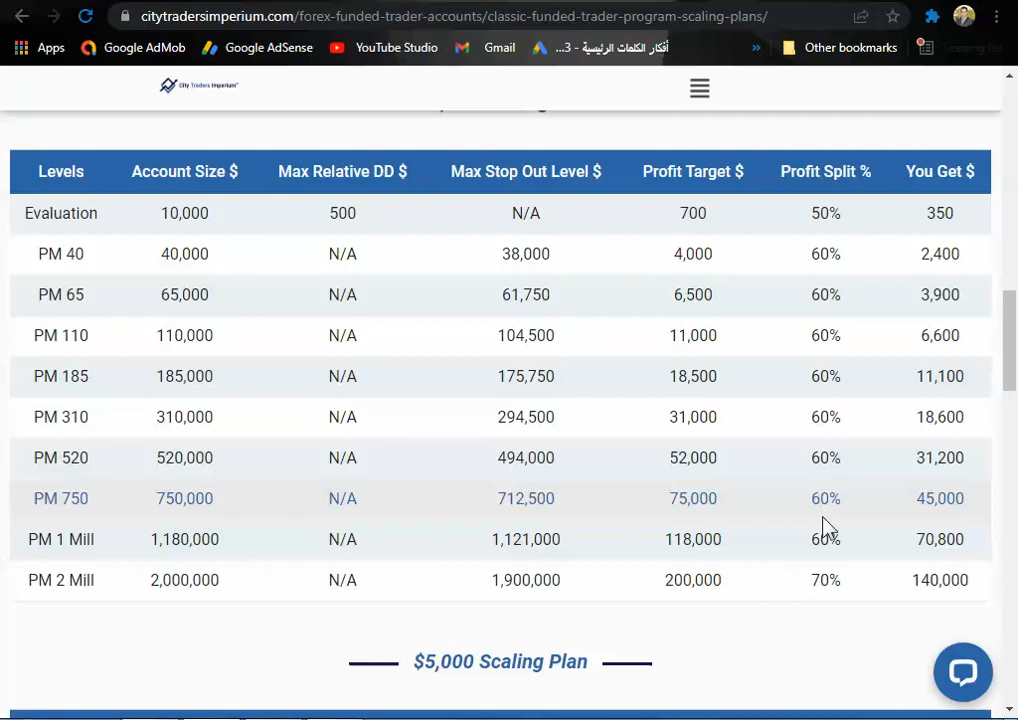 citytradersimperium.com/forex-funded-trader-accounts/classic-funded-trader-program-scaling-plans/
Apps Google AdMob Google AdSense YouTube Studio Gmail أفكار الكلمات الرئيسية - 3... » Other bookmarks
City Traders Imperium™
Levels Account Size $ Max Relative DD $ Max Stop Out Level $ Profit Target $ Profit Split % You Get $
Evaluation 10,000 500 N/A 700 50% 350
PM 40 40,000 N/A 38,000 4,000 60% 2,400
PM 65 65,000 N/A 61,750 6,500 60% 3,900
PM 110 110,000 N/A 104,500 11,000 60% 6,600
PM 185 185,000 N/A 175,750 18,500 60% 11,100
PM 310 310,000 N/A 294,500 31,000 60% 18,600
PM 520 520,000 N/A 494,000 52,000 60% 31,200
PM 750 750,000 N/A 712,500 75,000 60% 45,000
PM 1 Mill 1,180,000 N/A 1,121,000 118,000 60% 70,800
PM 2 Mill 2,000,000 N/A 1,900,000 200,000 70% 140,000
$5,000 Scaling Plan